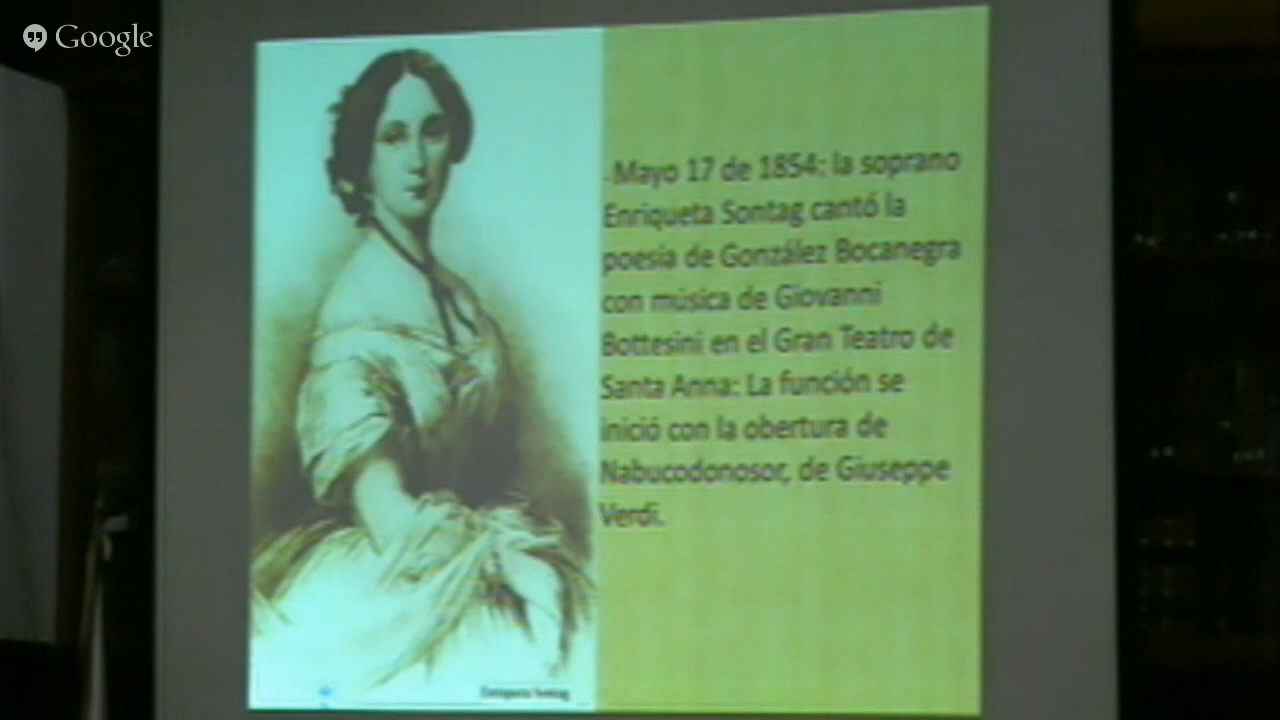 Google
- Mayo 17 de 1854: la soprano
Enriqueta Sontag cantó la
poesía de González Bocanegra
con música de Giovanni
Bottesini en el Gran Teatro de
Santa Anna: La función se
inició con la obertura de
Nabucodonosor, de Giuseppe
Verdi.
Enriqueta Sontag